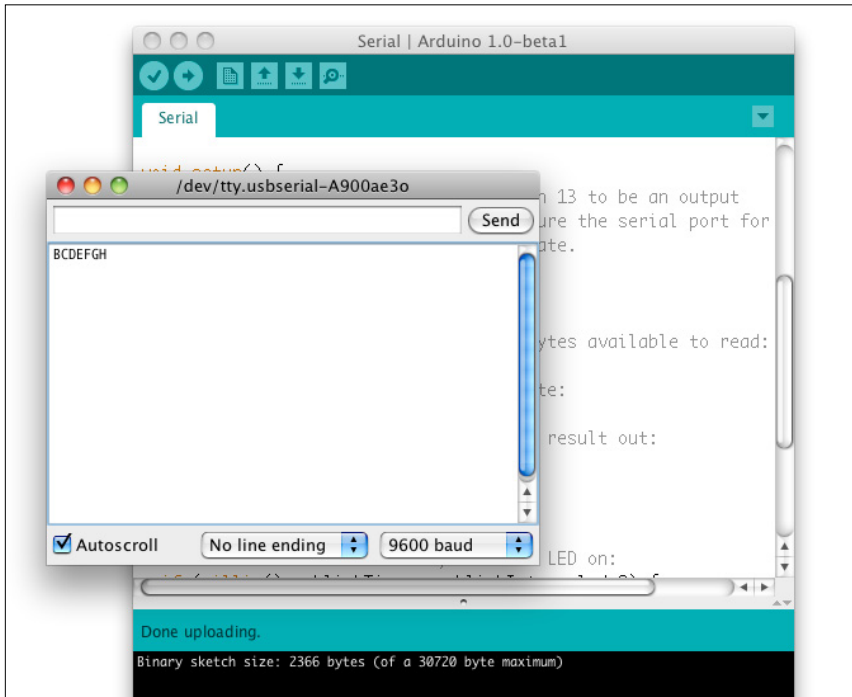 Serial | Arduino 1.0-beta1
Serial
void setup() {
/dev/tty.usbserial-A900ae3o
13 to be an output
Send
ure the serial port for
ate.
BCDEFGH
ytes available to read:
te:
result out:
Autoscroll
No line ending
9600 baud
LED on:
Done uploading.
Binary sketch size: 2366 bytes (of a 30720 byte maximum)